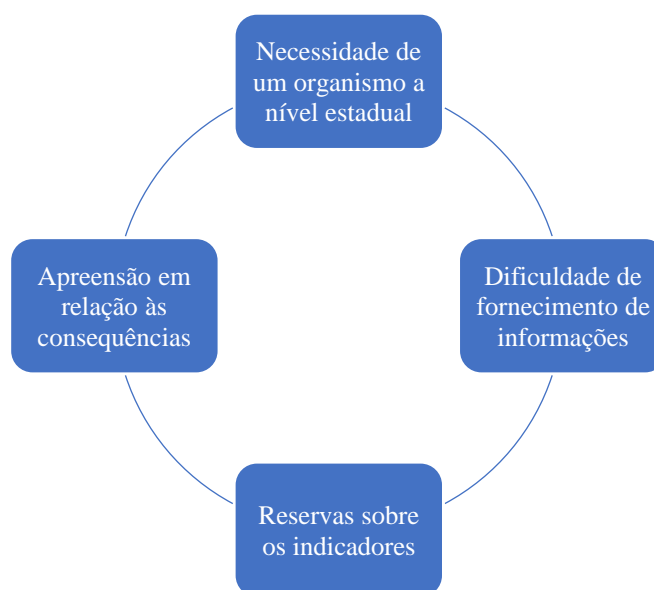 Necessidade de
um organismo a
nível estadual
Apreensão em
relação às
consequências
Dificuldade de
fornecimento de
informações
Reservas sobre
os indicadores